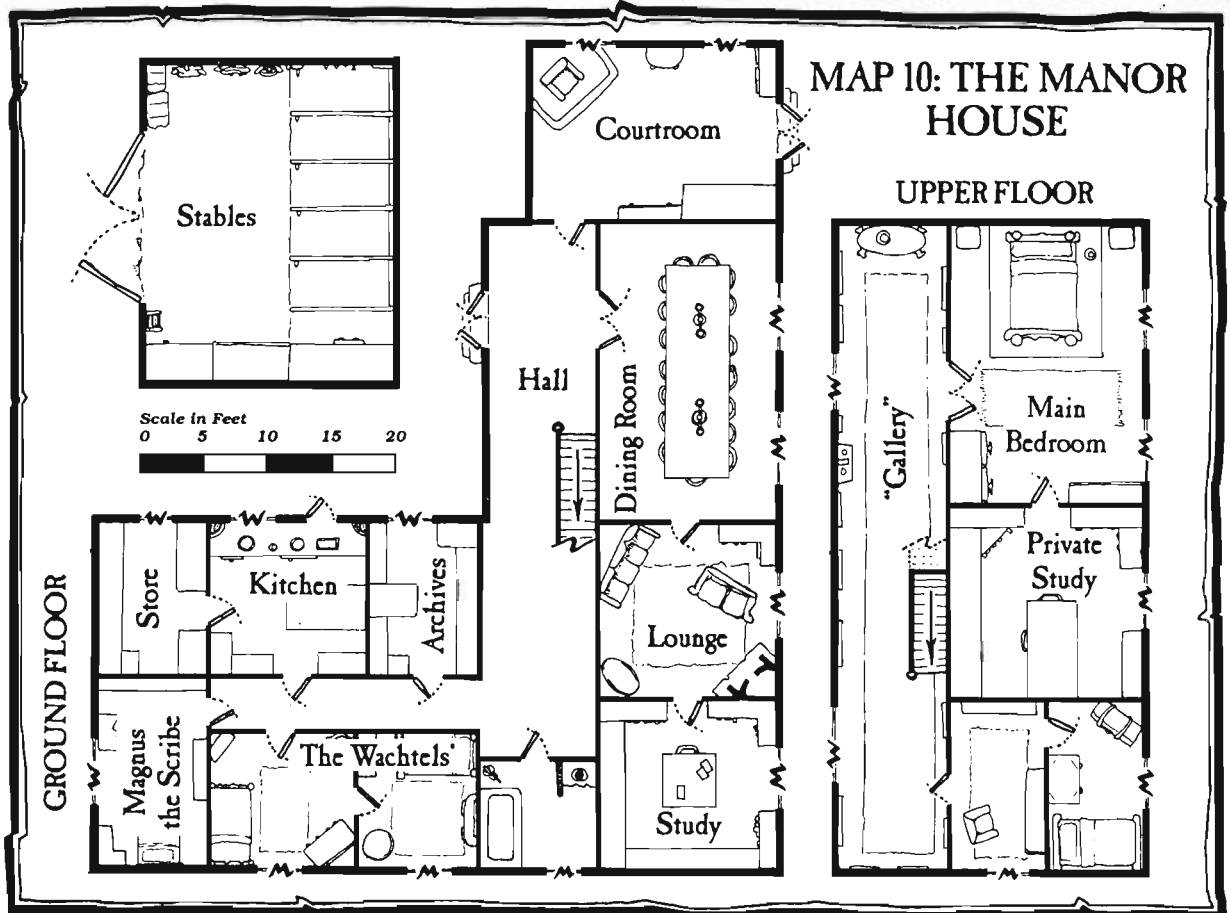 MAP 10: THE MANOR
HOUSE
UPPER FLOOR
Courtroom
Stables
Hall
Dining Room
Scale in Feet
0 5 10 15 20
"Gallery"
Main
Bedroom
Private
Study
GROUND FLOOR
Store
Kitchen
Archives
Lounge
Magnus
the Scribe
The Wachtels'
Study